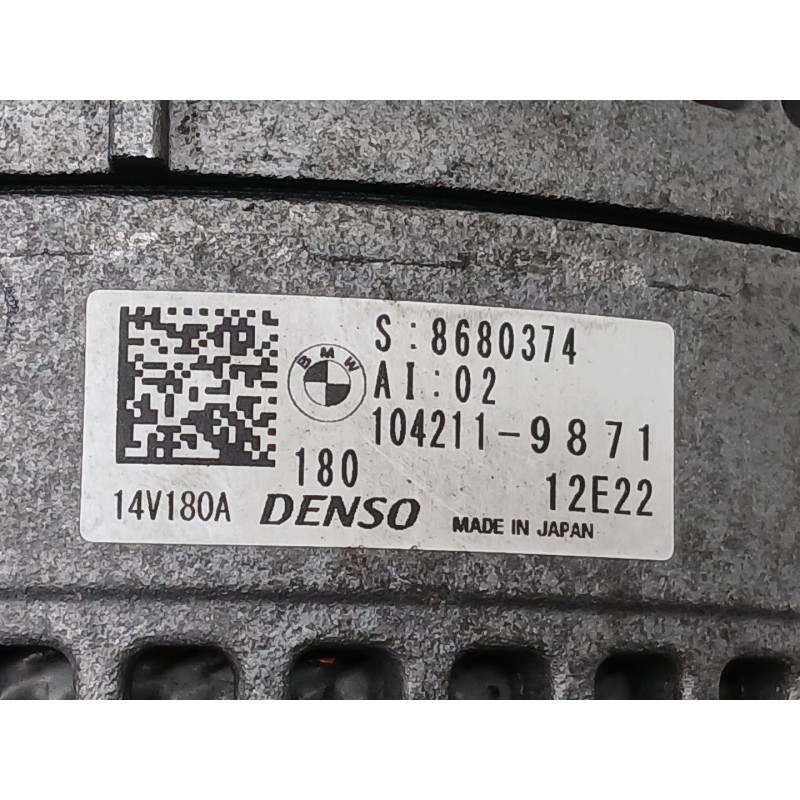 S:8680374
BMW
AI:02
104211-9871
180
12E22
14V180A DENSO MADE IN JAPAN